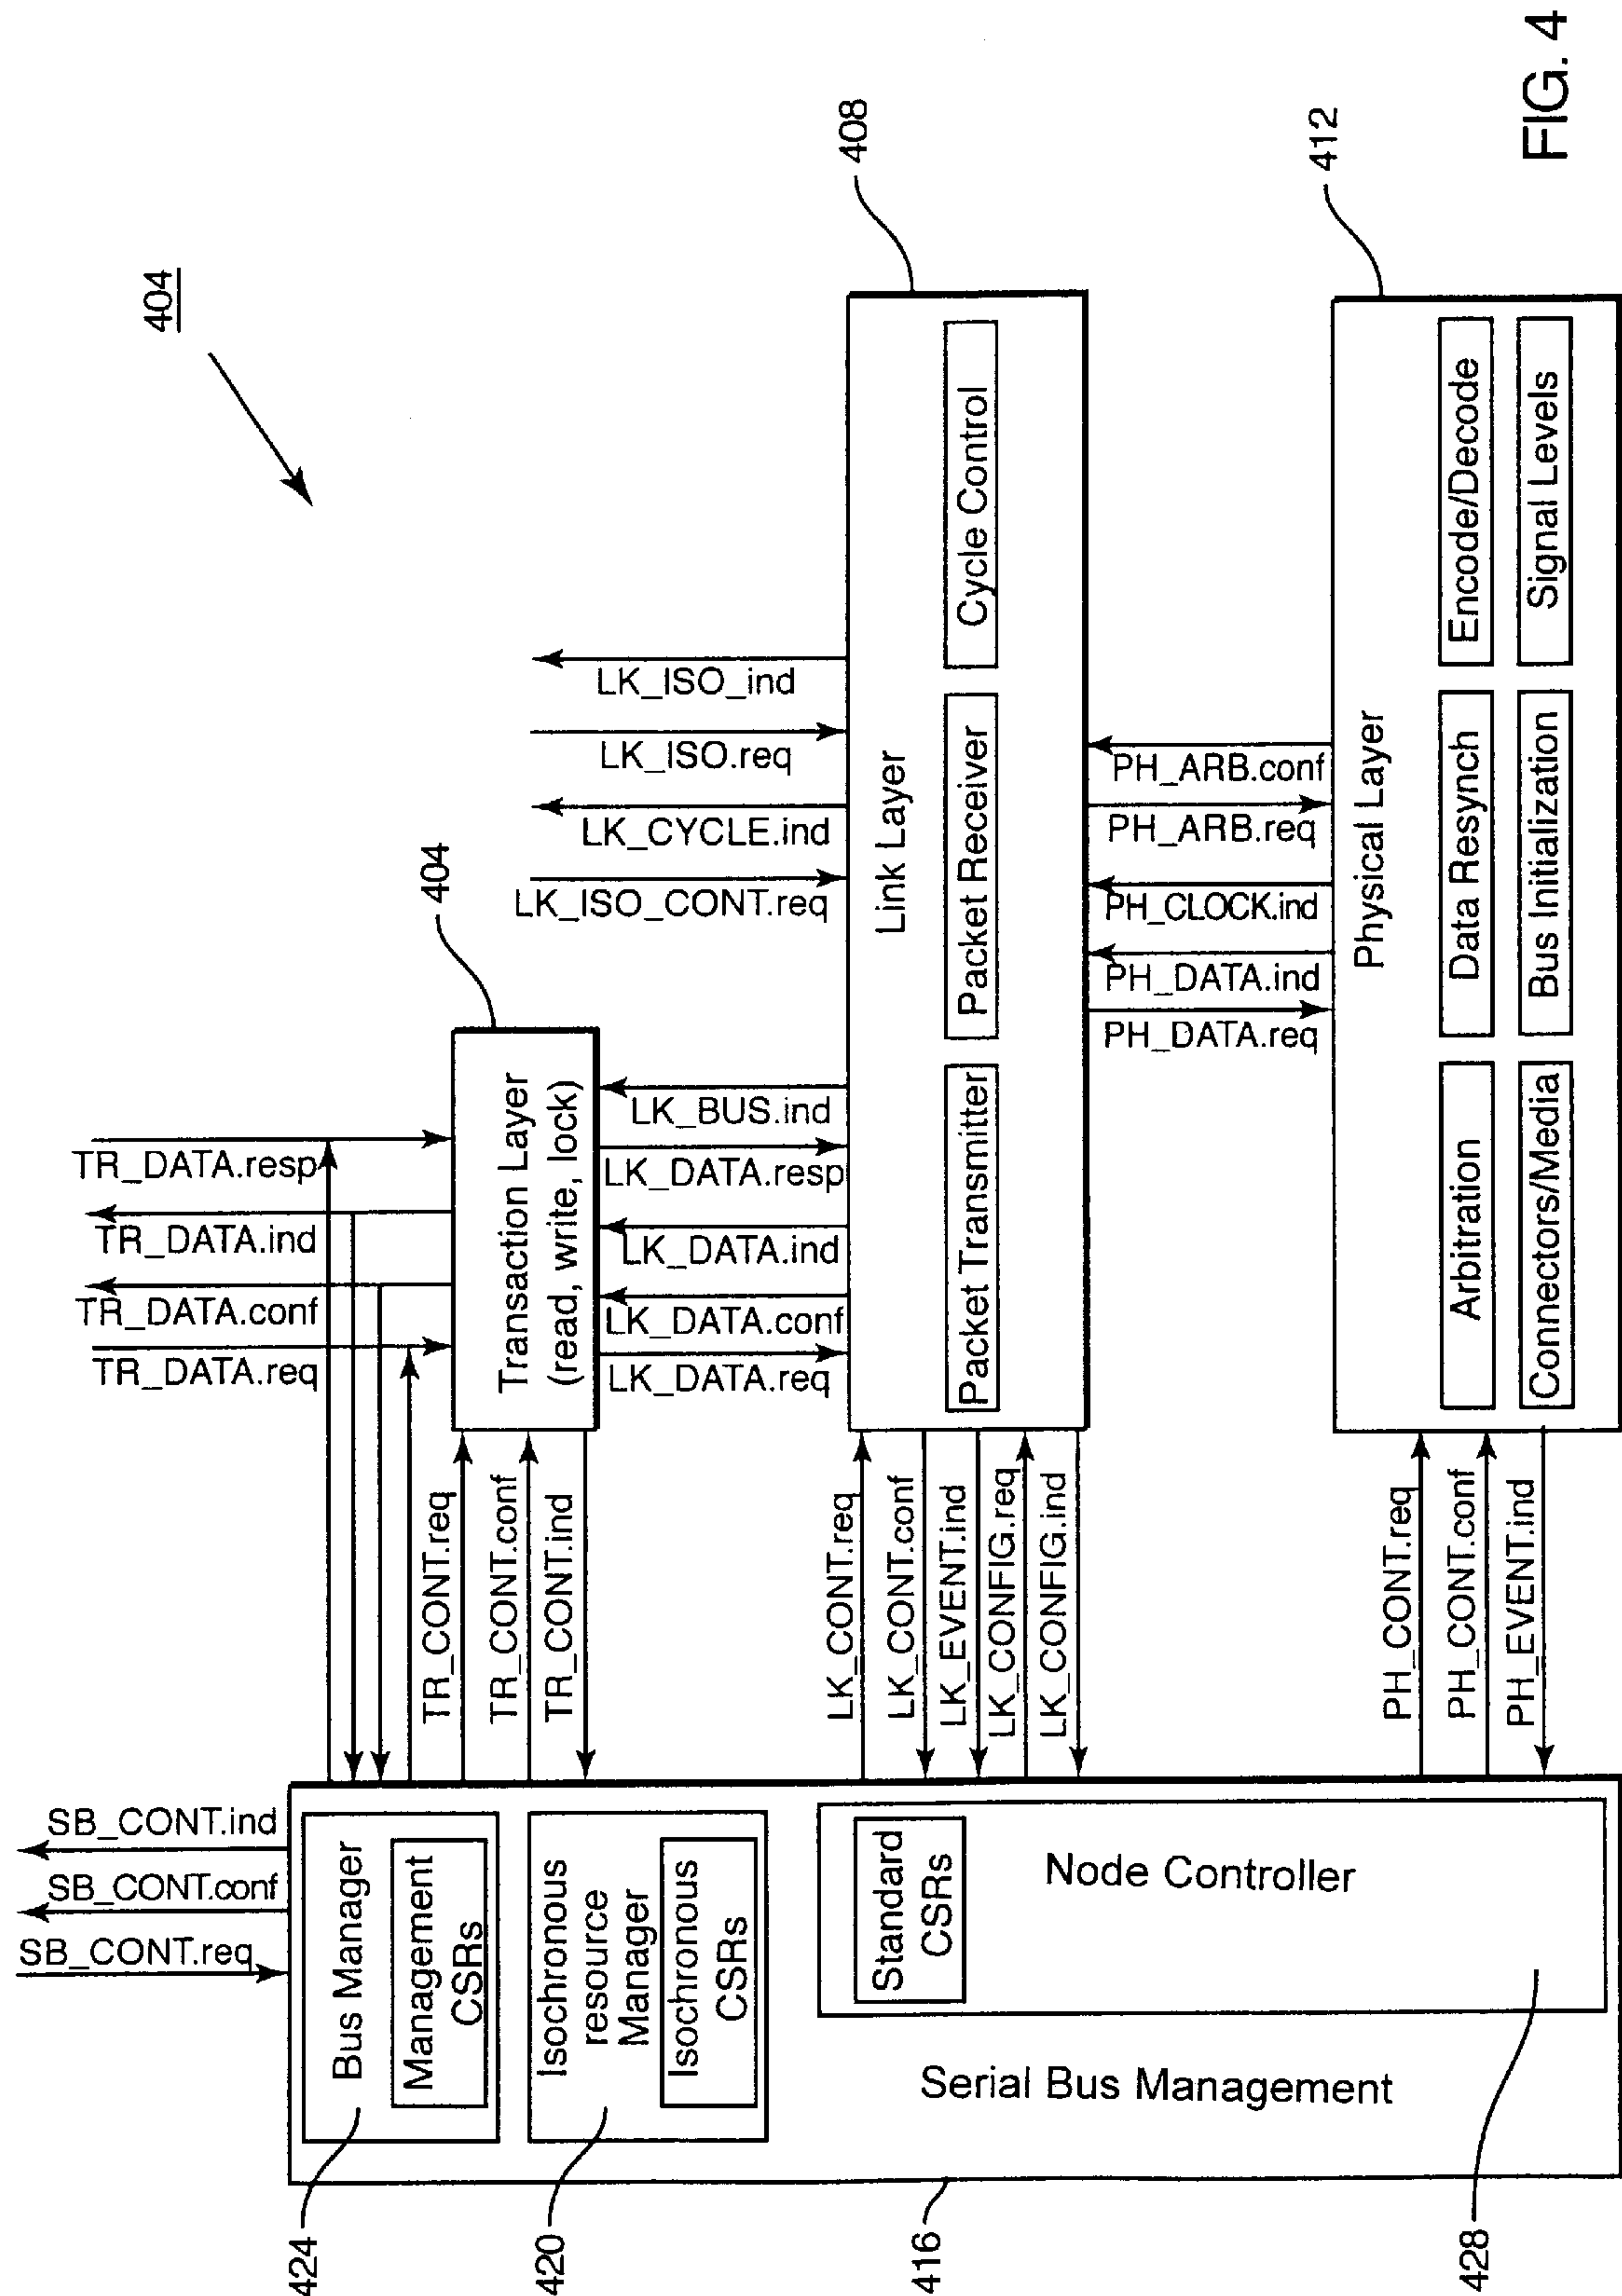 404
SB_CONT.req
SB_CONT.conf
SB_CONT.ind
TR_DATA.req
TR_DATA.conf
TR_DATA.ind
TR_DATA.resp
424
Bus Manager
Management
CSRs
420
Isochronous
resource
Manager
Isochronous
CSRs
416
Serial Bus Management
Standard
CSRs
Node Controller
428
TR_CONT.req
TR_CONT.conf
TR_CONT.ind
Transaction Layer
(read, write, lock)
404
LK_DATA.req
LK_DATA.conf
LK_DATA.ind
LK_DATA.resp
LK_BUS.ind
LK_ISO_CONT.req
LK_CYCLE.ind
LK_ISO.req
LK_ISO_ind
LK_CONT.req
LK_CONT.conf
LK_EVENT.ind
LK_CONFIG.req
LK_CONFIG.ind
Link Layer
Packet Transmitter
Packet Receiver
Cycle Control
408
PH_DATA.req
PH_DATA.ind
PH_CLOCK.ind
PH_ARB.req
PH_ARB.conf
PH_CONT.req
PH_CONT.conf
PH_EVENT.ind
Physical Layer
Arbitration
Data Resynch
Encode/Decode
Connectors/Media
Bus Initialization
Signal Levels
412
FIG. 4